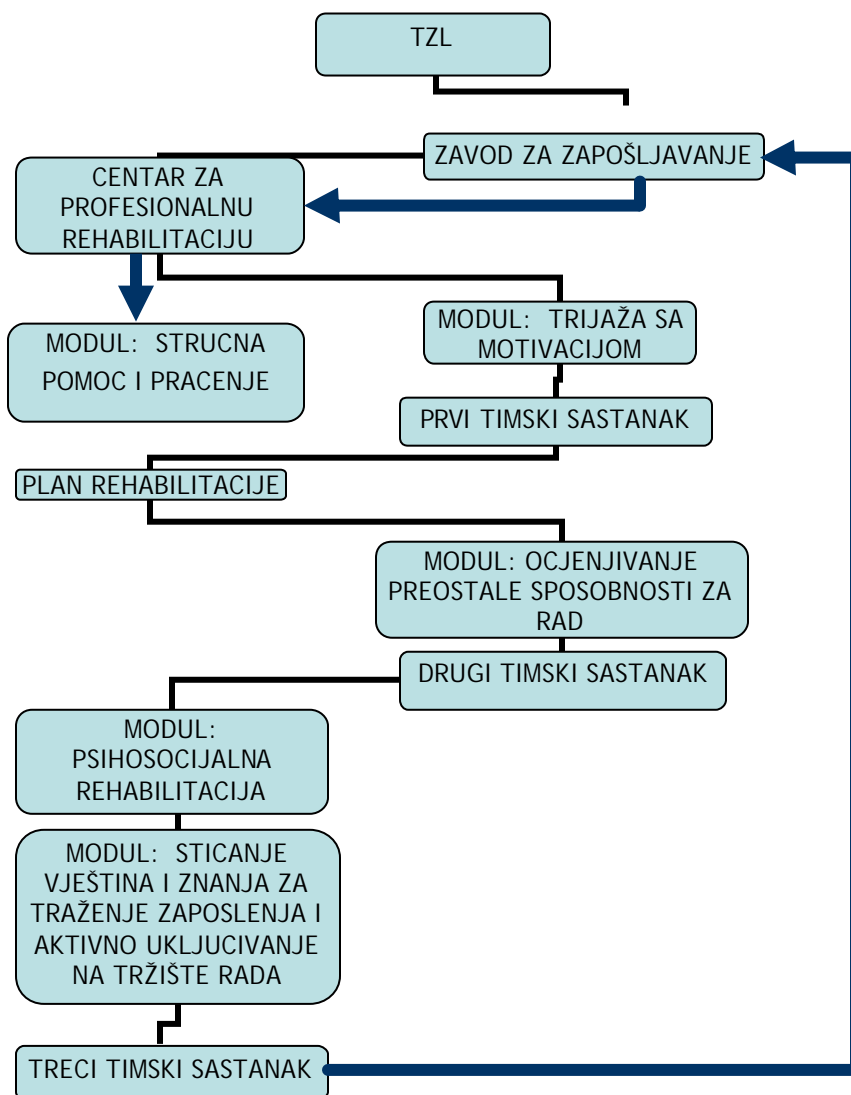 TZL
ZAVOD ZA ZAPOŠLJAVANJE
CENTAR ZA
PROFESIONALNU
REHABILITACIJU
MODUL: STRUCNA
POMOC I PRACENJE
MODUL: TRIJAŽA SA
MOTIVACIJOM
PRVI TIMSKI SASTANAK
PLAN REHABILITACIJE
MODUL: OCJENJIVANJE
PREOSTALE SPOSOBNOSTI ZA
RAD
DRUGI TIMSKI SASTANAK
MODUL:
PSIHOSOCIJALNA
REHABILITACIJA
MODUL: STICANJE
VJEŠTINA I ZNANJA ZA
TRAŽENJE ZAPOSLENJA I
AKTIVNO UKLJUCIVANJE
NA TRŽIŠTE RADA
TRECI TIMSKI SASTANAK